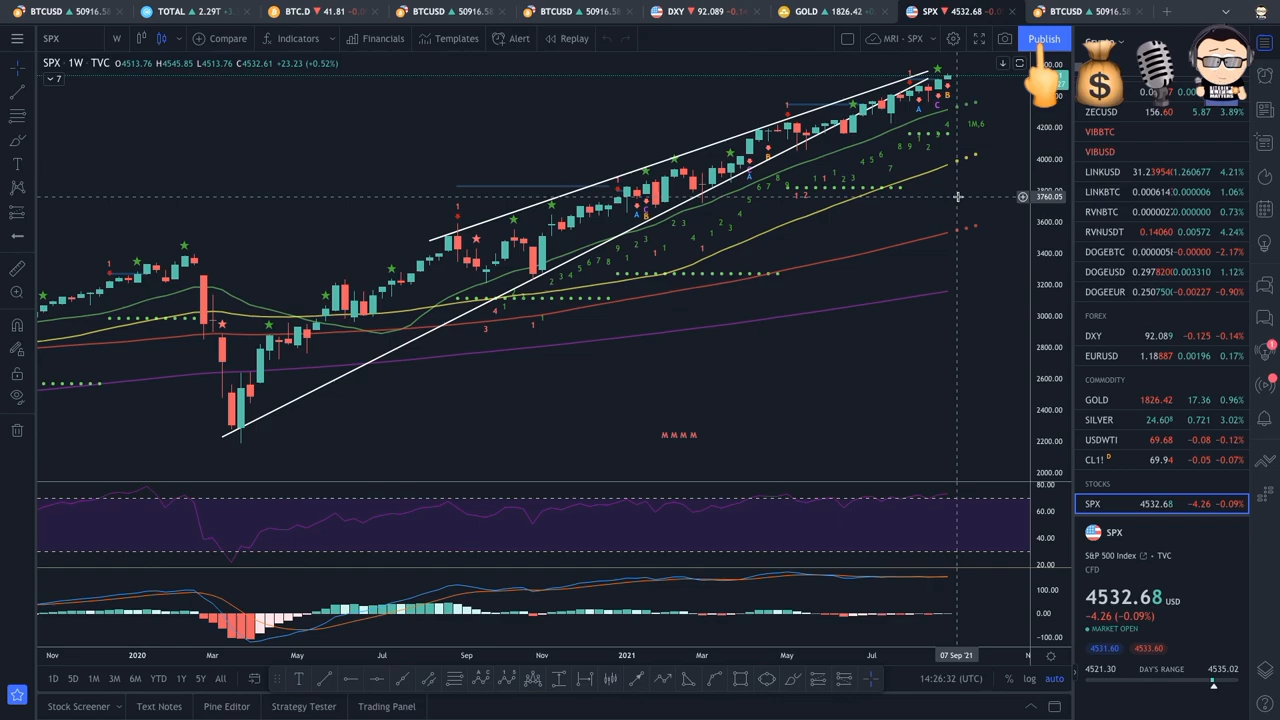 BTCUSD ▲ 50916.58
TOTAL ▲ 2.29T
BTC.D ▼ 41.81
BTCUSD ▲ 50916.58
BTCUSD ▲ 50916.58
DXY ▼ 92.089 -0.14
GOLD ▲ 1826.42
SPX ▼ 4532.68
BTCUSD ▲ 50916.58
SPX W Compare Indicators Financials Templates Alert Replay MRI - SPX Publish
SPX · 1W · TVC O4513.76 H4545.85 L4513.76 C4532.61 +23.23 (+0.52%)
7
4200.00
4000.00
3760.05
3600.00
3400.00
3200.00
3000.00
2800.00
2600.00
2400.00
2200.00
2000.00
1M,6
M M M M
80.00
60.00
40.00
20.00
100.00
0.00
-100.00
Nov 2020 Mar May Jul Sep Nov 2021 Mar May Jul 07 Sep '21
1D 5D 1M 3M 6M YTD 1Y 5Y All 14:26:32 (UTC) % log auto
Stock Screener Text Notes Pine Editor Strategy Tester Trading Panel
ZECUSD 156.60 5.87 3.89%
VIBBTC
VIBUSD
LINKUSD 31.23954 1.260677 4.21%
LINKBTC 0.000614 0.000006 1.06%
RVNBTC 0.0000027 0.73%
RVNUSDT 0.14060 0.00572 4.24%
DOGEBTC 0.0000058 -0.00000 -2.17%
DOGEUSD 0.297820 0.003310 1.12%
DOGEEUR 0.250750 -0.00227 -0.90%
FOREX
DXY 92.089 -0.125 -0.14%
EURUSD 1.18887 0.00196 0.17%
COMMODITY
GOLD 1826.42 17.36 0.96%
SILVER 24.608 0.721 3.02%
USDWTI 69.68 -0.08 -0.12%
CL1! D 69.94 -0.05 -0.07%
STOCKS
SPX 4532.68 -4.26 -0.09%
SPX
S&P 500 Index · TVC
CFD
4532.68 USD
-4.26 (-0.09%)
MARKET OPEN
4531.60 4533.60
4521.30 DAY'S RANGE 4535.02